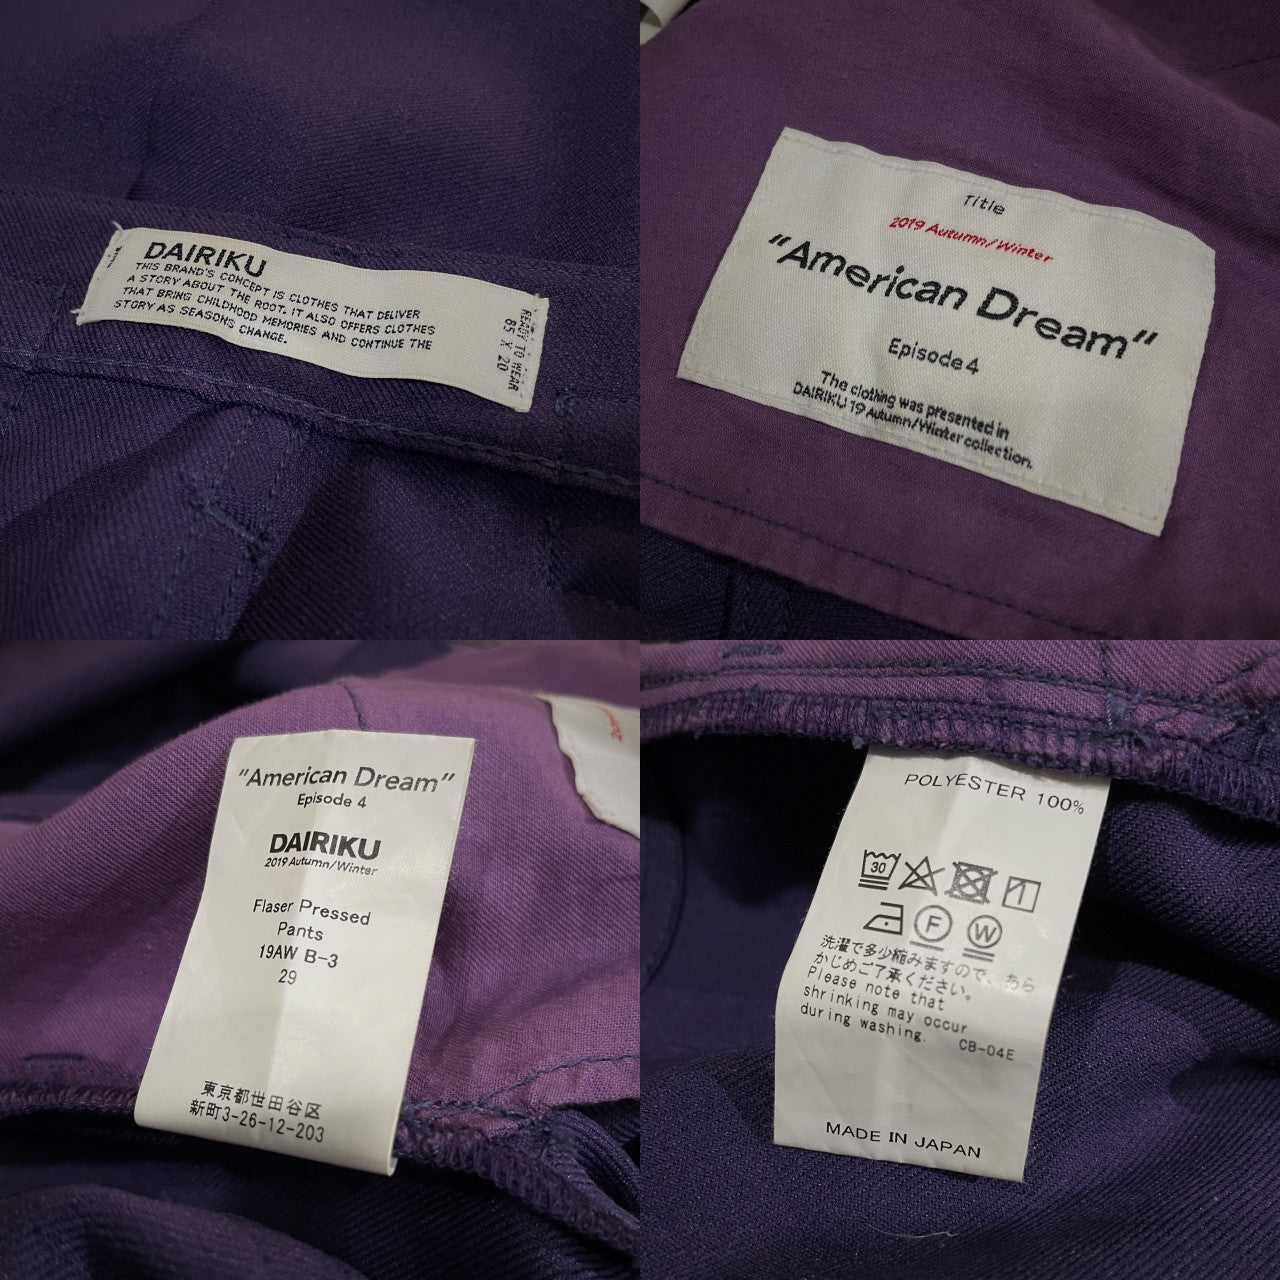 DAIRIKU
THIS BRAND'S CONCEPT IS CLOTHES THAT DELIVER
A STORY ABOUT THE ROOT. IT ALSO OFFERS CLOTHES
THAT BRING CHILDHOOD MEMORIES AND CONTINUE THE
STORY AS SEASONS CHANGE.
READY TO WEAR
85 X 20
Title
2019 Autumn/Winter
"American Dream"
Episode 4
The clothing was presented in
DAIRIKU 19 Autumn/Winter collection.
"American Dream"
Episode 4
DAIRIKU
2019 Autumn/Winter
Flaser Pressed
Pants
19AW B-3
29
東京都世田谷区
新町3-26-12-203
POLYESTER 100%
30
F
W
洗濯で多少縮みますので、あら
かじめご了承ください。
Please note that
shrinking may occur
during washing.
CB-04E
MADE IN JAPAN